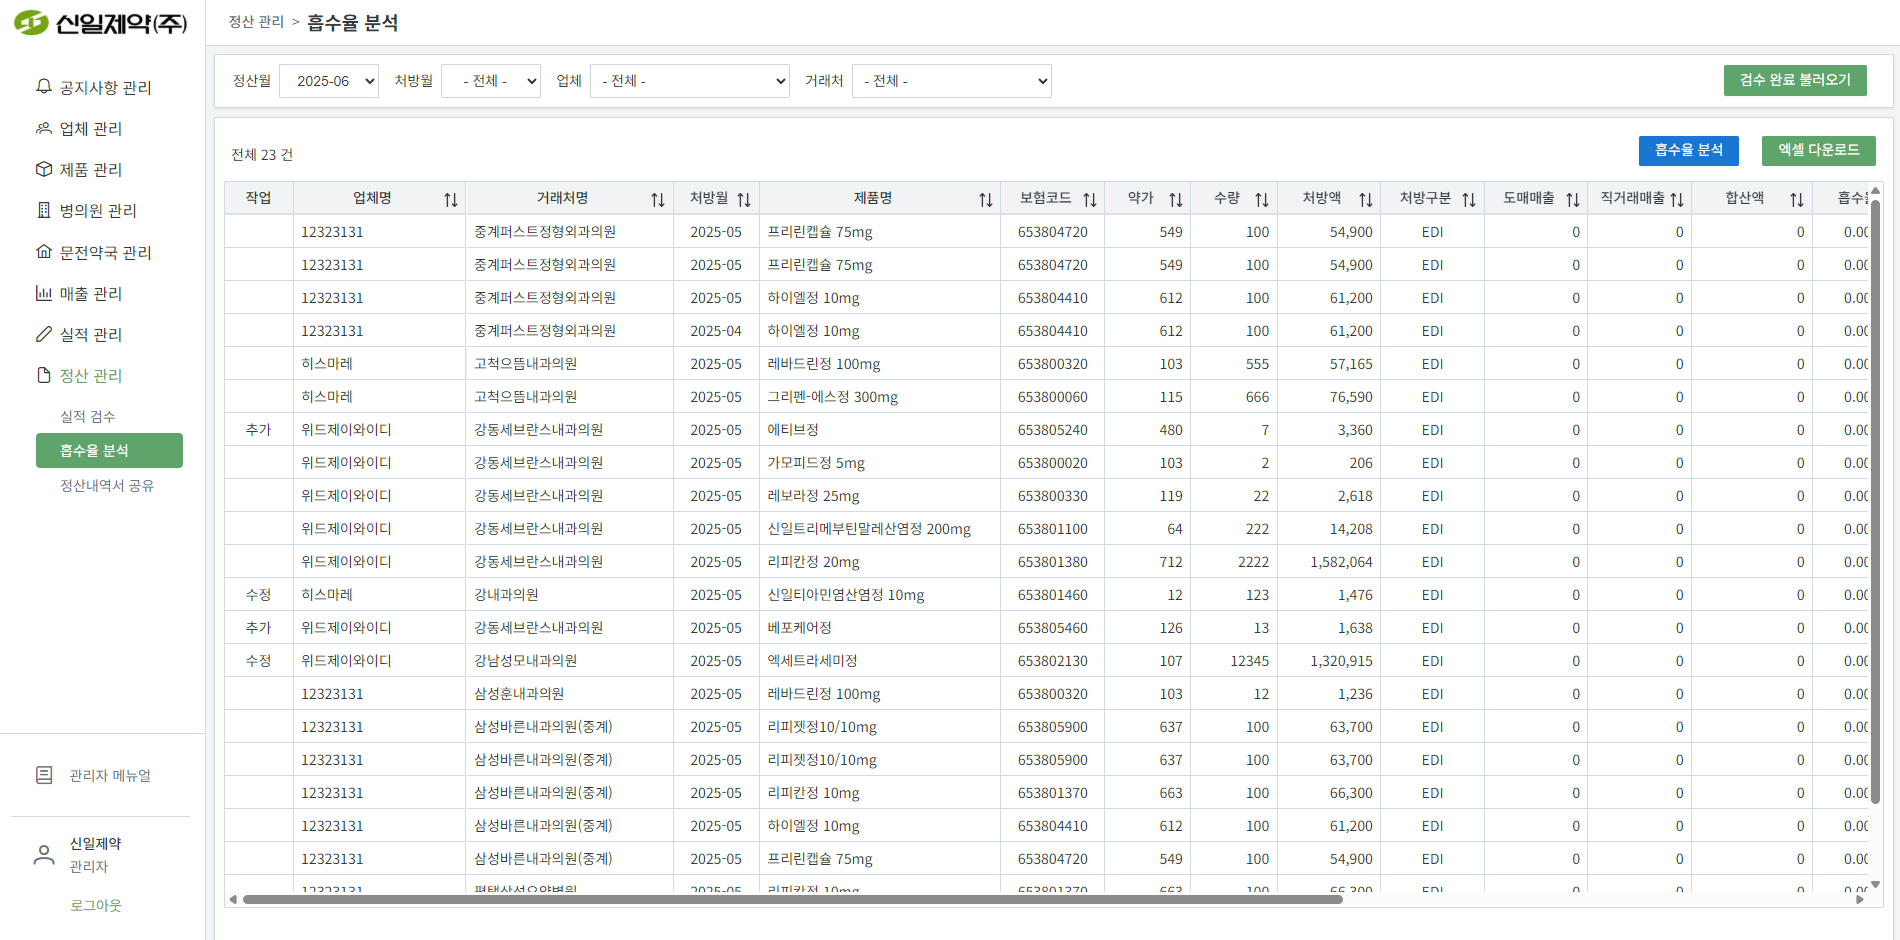 신일제약(주)
정산 관리 > 흡수율 분석
공지사항 관리
업체 관리
제품 관리
병의원 관리
문전약국 관리
매출 관리
실적 관리
정산 관리
실적 검수
흡수율 분석
정산내역서 공유
관리자 메뉴얼
신일제약
관리자
로그아웃
정산월 2025-06 처방월 - 전체 - 업체 - 전체 - 거래처 - 전체 - 검수 완료 불러오기
전체 23 건 흡수율 분석 엑셀 다운로드
작업 업체명 거래처명 처방월 제품명 보험코드 약가 수량 처방액 처방구분 도매매출 직거래매출 합산액
12323131 중계퍼스트정형외과의원 2025-05 프리린캡슐 75mg 653804720 549 100 54,900 EDI 0 0 0 0.00
12323131 중계퍼스트정형외과의원 2025-05 프리린캡슐 75mg 653804720 549 100 54,900 EDI 0 0 0 0.00
12323131 중계퍼스트정형외과의원 2025-05 하이엘정 10mg 653804410 612 100 61,200 EDI 0 0 0 0.00
12323131 중계퍼스트정형외과의원 2025-04 하이엘정 10mg 653804410 612 100 61,200 EDI 0 0 0 0.00
히스마레 고척으뜸내과의원 2025-05 레바드린정 100mg 653800320 103 555 57,165 EDI 0 0 0 0.00
히스마레 고척으뜸내과의원 2025-05 그리펜-에스정 300mg 653800060 115 666 76,590 EDI 0 0 0 0.00
추가 위드제이와이디 강동세브란스내과의원 2025-05 에티브정 653805240 480 7 3,360 EDI 0 0 0 0.00
위드제이와이디 강동세브란스내과의원 2025-05 가모피드정 5mg 653800020 103 2 206 EDI 0 0 0 0.00
위드제이와이디 강동세브란스내과의원 2025-05 레보라정 25mg 653800330 119 22 2,618 EDI 0 0 0 0.00
위드제이와이디 강동세브란스내과의원 2025-05 신일트리메부틴말레산염정 200mg 653801100 64 222 14,208 EDI 0 0 0 0.00
위드제이와이디 강동세브란스내과의원 2025-05 리피칸정 20mg 653801380 712 2222 1,582,064 EDI 0 0 0 0.00
수정 히스마레 강내과의원 2025-05 신일티아민염산염정 10mg 653801460 12 123 1,476 EDI 0 0 0 0.00
추가 위드제이와이디 강동세브란스내과의원 2025-05 베포케어정 653805460 126 13 1,638 EDI 0 0 0 0.00
수정 위드제이와이디 강남성모내과의원 2025-05 엑세트라세미정 653802130 107 12345 1,320,915 EDI 0 0 0 0.00
12323131 삼성훈내과의원 2025-05 레바드린정 100mg 653800320 103 12 1,236 EDI 0 0 0 0.00
12323131 삼성바른내과의원(중계) 2025-05 리피젯정10/10mg 653805900 637 100 63,700 EDI 0 0 0 0.00
12323131 삼성바른내과의원(중계) 2025-05 리피젯정10/10mg 653805900 637 100 63,700 EDI 0 0 0 0.00
12323131 삼성바른내과의원(중계) 2025-05 리피칸정 10mg 653801370 663 100 66,300 EDI 0 0 0 0.00
12323131 삼성바른내과의원(중계) 2025-05 하이엘정 10mg 653804410 612 100 61,200 EDI 0 0 0 0.00
12323131 삼성바른내과의원(중계) 2025-05 프리린캡슐 75mg 653804720 549 100 54,900 EDI 0 0 0 0.00
12323131 2025-05 리피칸정 10mg 653801370 663 100 66,300 EDI 0 0 0 0.00